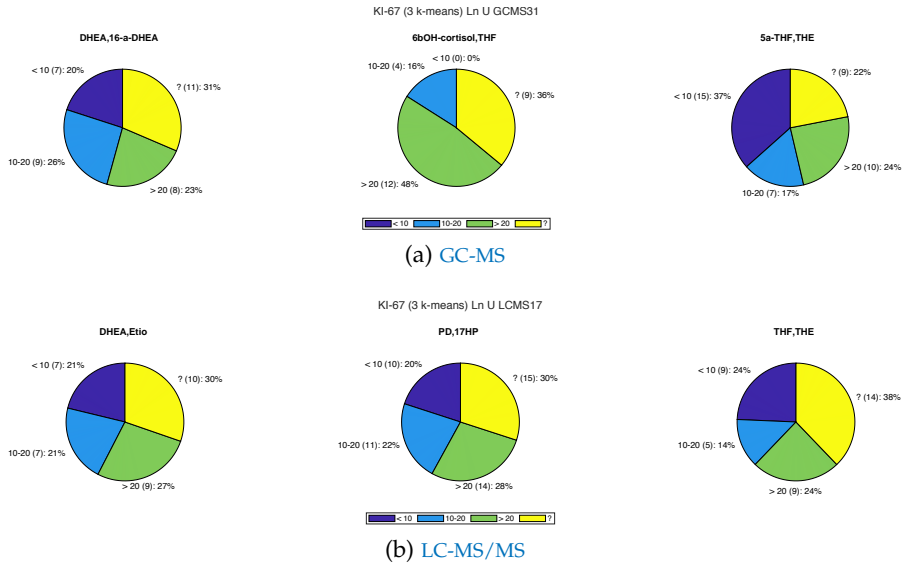 KI-67 (3 k-means) Ln U GCMS31
DHEA,16-a-DHEA
< 10 (7): 20%
? (11): 31%
10-20 (9): 26%
> 20 (8): 23%
6bOH-cortisol,THF
< 10 (0): 0%
10-20 (4): 16%
? (9): 36%
> 20 (12): 48%
5a-THF,THE
? (9): 22%
< 10 (15): 37%
> 20 (10): 24%
10-20 (7): 17%
< 10 10-20 > 20 ?
(a) GC-MS
KI-67 (3 k-means) Ln U LCMS17
DHEA,Etio
< 10 (7): 21%
? (10): 30%
10-20 (7): 21%
> 20 (9): 27%
PD,17HP
< 10 (10): 20%
? (15): 30%
10-20 (11): 22%
> 20 (14): 28%
THF,THE
< 10 (9): 24%
? (14): 38%
10-20 (5): 14%
> 20 (9): 24%
< 10 10-20 > 20 ?
(b) LC-MS/MS